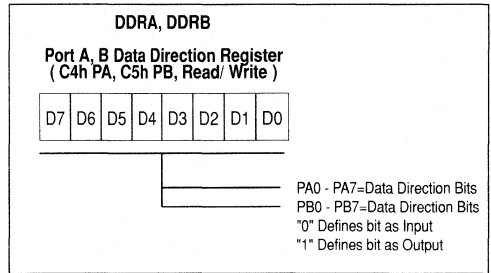 DDRA, DDRB
Port A, B Data Direction Register
( C4h PA, C5h PB, Read/ Write )
D7 D6 D5 D4 D3 D2 D1 D0
PA0 - PA7=Data Direction Bits
PB0 - PB7=Data Direction Bits
"0" Defines bit as Input
"1" Defines bit as Output